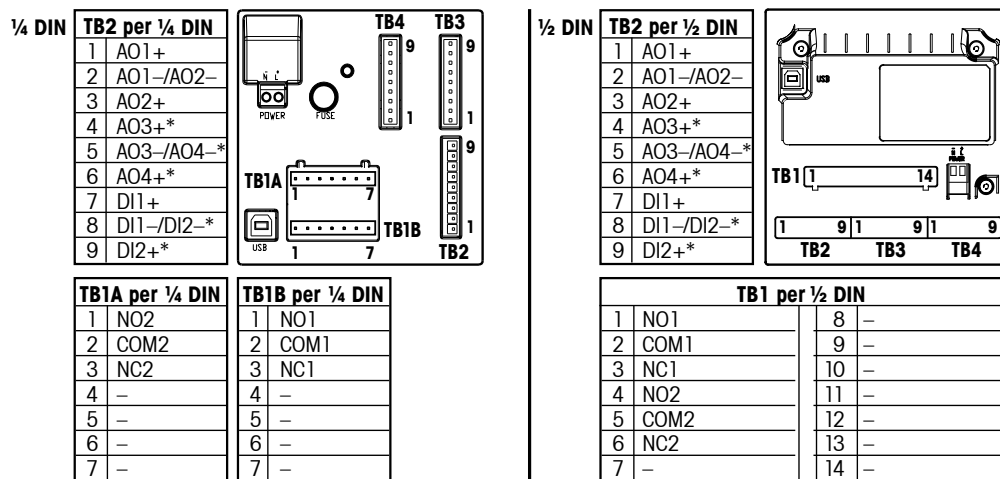 ¼ DIN
TB2 per ¼ DIN
1 AO1+
2 AO1–/AO2–
3 AO2+
4 AO3+*
5 AO3–/AO4–*
6 AO4+*
7 DI1+
8 DI1–/DI2–*
9 DI2+*
TB4 TB3
9 9
N L
POWER FUSE
1 1
9
TB1A
1 7
TB1B
1
USB
1 7 TB2
TB1A per ¼ DIN
1 NO2
2 COM2
3 NC2
4 –
5 –
6 –
7 –
TB1B per ¼ DIN
1 NO1
2 COM1
3 NC1
4 –
5 –
6 –
7 –
½ DIN
TB2 per ½ DIN
1 AO1+
2 AO1–/AO2–
3 AO2+
4 AO3+*
5 AO3–/AO4–*
6 AO4+*
7 DI1+
8 DI1–/DI2–*
9 DI2+*
USB
N L
POWER
TB1 1 14
1 9 1 9 1 9
TB2 TB3 TB4
TB1 per ½ DIN
1 NO1 8 –
2 COM1 9 –
3 NC1 10 –
4 NO2 11 –
5 COM2 12 –
6 NC2 13 –
7 – 14 –